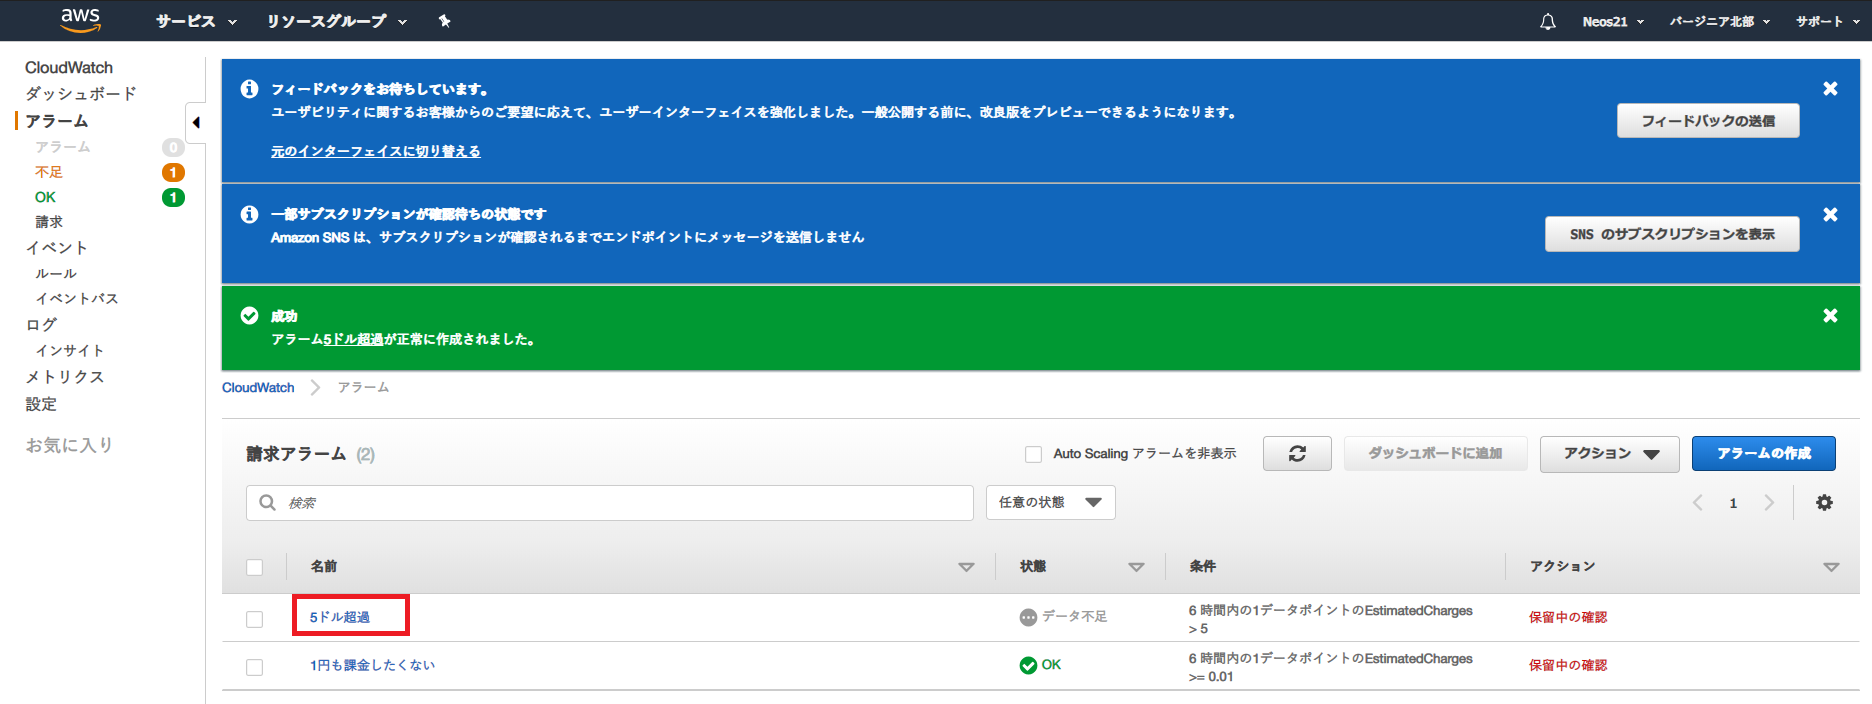 aws サービス リソースグループ Neos21 バージニア北部 サポート
CloudWatch
ダッシュボード
アラーム
アラーム 0
不足 1
OK 1
請求
イベント
ルール
イベントバス
ログ
インサイト
メトリクス
設定
お気に入り
フィードバックをお待ちしています。
ユーザビリティに関するお客様からのご要望に応えて、ユーザーインターフェイスを強化しました。一般公開する前に、改良版をプレビューできるようになります。
元のインターフェイスに切り替える
フィードバックの送信
一部サブスクリプションが確認待ちの状態です
Amazon SNS は、サブスクリプションが確認されるまでエンドポイントにメッセージを送信しません
SNS のサブスクリプションを表示
成功
アラーム5ドル超過が正常に作成されました。
CloudWatch アラーム
請求アラーム (2)
Auto Scaling アラームを非表示
ダッシュボードに追加
アクション
アラームの作成
検索
任意の状態
1
名前 状態 条件 アクション
5ドル超過 データ不足 6 時間内の1データポイントのEstimatedCharges 保留中の確認
> 5
1円も課金したくない OK 6 時間内の1データポイントのEstimatedCharges 保留中の確認
>= 0.01